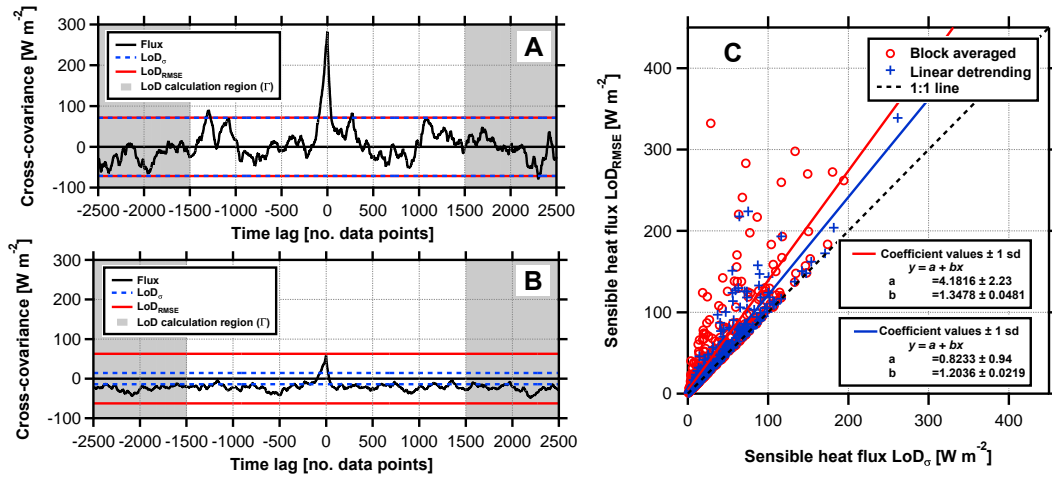 300
200
100
0
-100
Cross-covariance [W m-2]
Flux
LoDσ
LoDRMSE
LoD calculation region (Γ)
A
-2500 -2000 -1500 -1000 -500 0 500 1000 1500 2000 2500
Time lag [no. data points]
300
200
100
0
-100
Cross-covariance [W m-2]
Flux
LoDσ
LoDRMSE
LoD calculation region (Γ)
B
-2500 -2000 -1500 -1000 -500 0 500 1000 1500 2000 2500
Time lag [no. data points]
Sensible heat flux LoDRMSE [W m-2]
400
300
200
100
0
C
Block averaged
Linear detrending
1:1 line
Coefficient values ± 1 sd
y = a + bx
a =4.1816 ± 2.23
b =1.3478 ± 0.0481
Coefficient values ± 1 sd
y = a + bx
a =0.8233 ± 0.94
b =1.2036 ± 0.0219
0 100 200 300 400
Sensible heat flux LoDσ [W m-2]